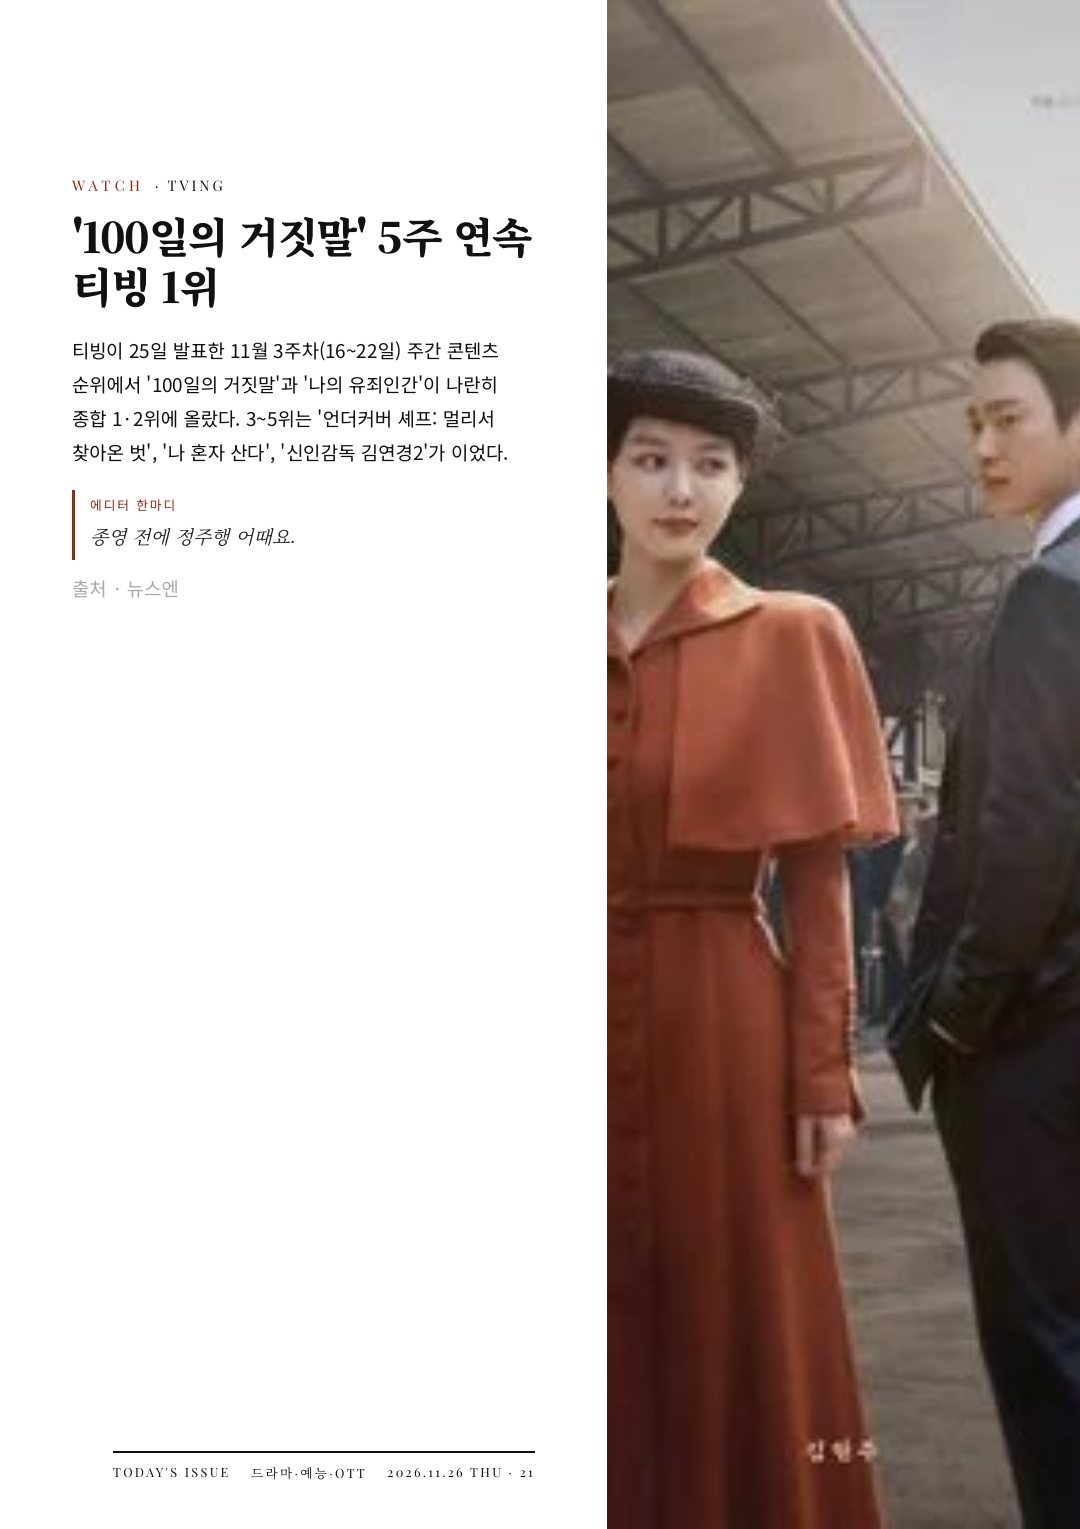 WATCH · TVING
'100일의 거짓말' 5주 연속
티빙 1위
티빙이 25일 발표한 11월 3주차(16~22일) 주간 콘텐츠
순위에서 '100일의 거짓말'과 '나의 유죄인간'이 나란히
종합 1·2위에 올랐다. 3~5위는 '언더커버 셰프: 멀리서
찾아온 벗', '나 혼자 산다', '신인감독 김연경2'가 이었다.
에디터 한마디
종영 전에 정주행 어때요.
출처 · 뉴스엔
TODAY'S ISSUE 드라마·예능·OTT 2026.11.26 THU · 21